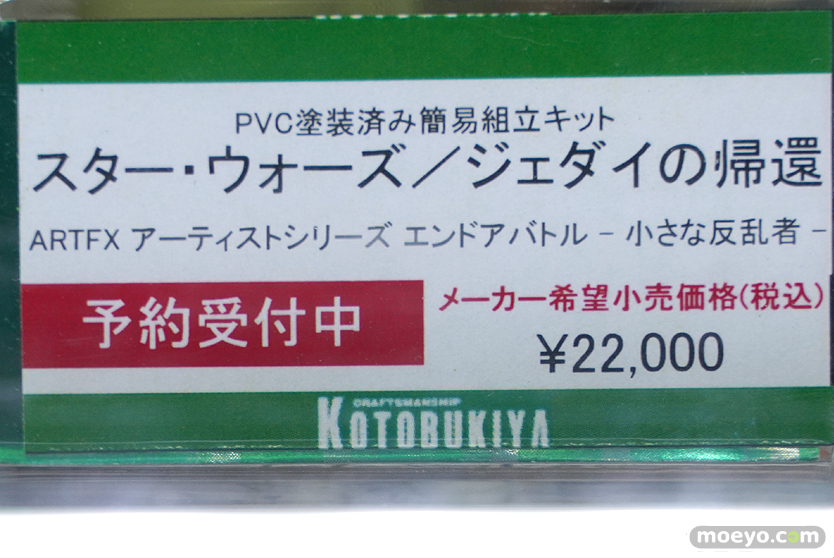 PVC塗装済み簡易組立キット
スター・ウォーズ／ジェダイの帰還
ARTFX アーティストシリーズ エンドアバトル － 小さな反乱者 －
予約受付中
メーカー希望小売価格(税込)
¥22,000
CRAFTSMANSHIP
KOTOBUKIYA
moeyo.com